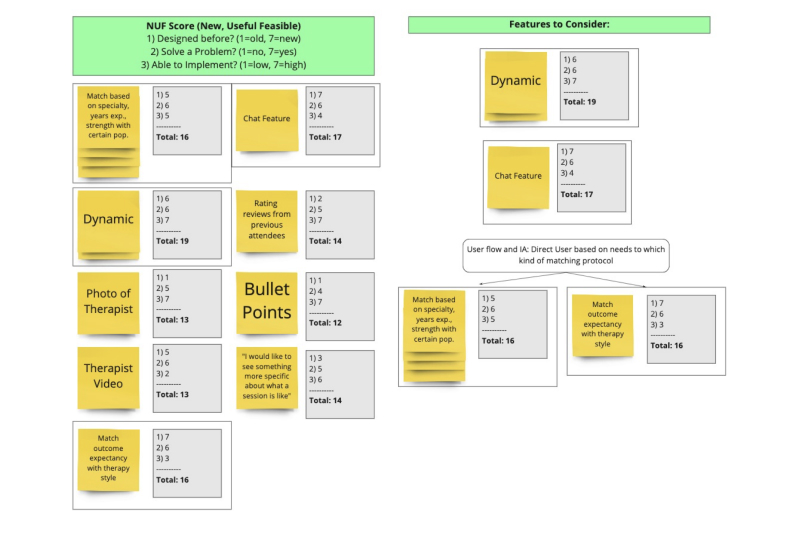 NUF Score (New, Useful Feasible)
1) Designed before? (1=old, 7=new)
2) Solve a Problem? (1=no, 7=yes)
3) Able to Implement? (1=low, 7=high)
Match based
on specialty,
years exp.,
strength with
certain pop.
1) 5
2) 6
3) 5
----------
Total: 16
Chat Feature
1) 7
2) 6
3) 4
----------
Total: 17
Dynamic
1) 6
2) 6
3) 7
----------
Total: 19
Rating
reviews from
previous
attendees
1) 2
2) 5
3) 7
----------
Total: 14
Photo of
Therapist
1) 1
2) 5
3) 7
----------
Total: 13
Bullet
Points
1) 1
2) 4
3) 7
----------
Total: 12
Therapist
Video
1) 5
2) 6
3) 2
----------
Total: 13
"I would like to
see something
more specific
about what a
session is like"
1) 3
2) 5
3) 6
----------
Total: 14
Match
outcome
expectancy
with therapy
style
1) 7
2) 6
3) 3
----------
Total: 16
Features to Consider:
Dynamic
1) 6
2) 6
3) 7
----------
Total: 19
Chat Feature
1) 7
2) 6
3) 4
----------
Total: 17
User flow and IA: Direct User based on needs to which
kind of matching protocol
Match based
on specialty,
years exp.,
strength with
certain pop.
1) 5
2) 6
3) 5
----------
Total: 16
Match
outcome
expectancy
with therapy
style
1) 7
2) 6
3) 3
----------
Total: 16